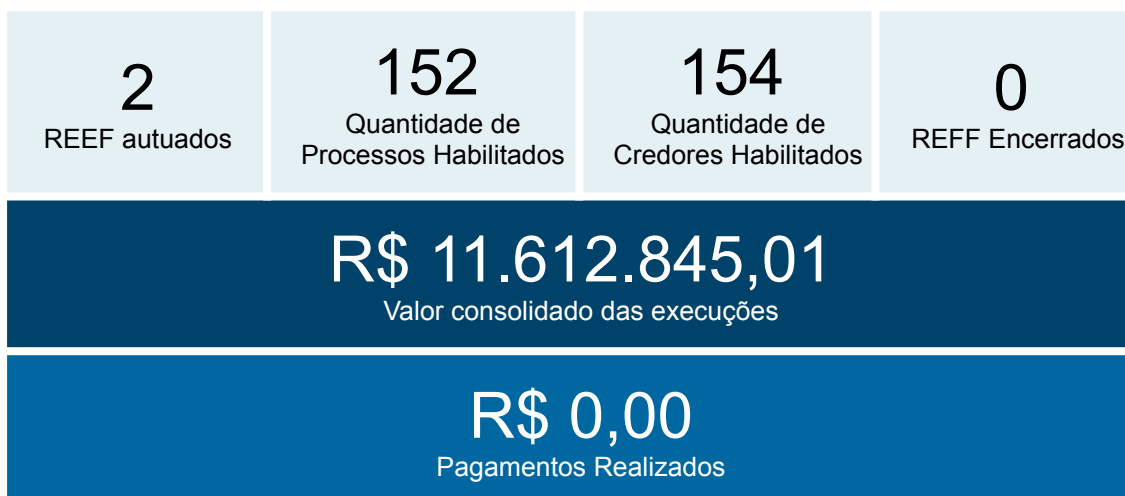 2
REEF autuados
152
Quantidade de
Processos Habilitados
154
Quantidade de
Credores Habilitados
0
REFF Encerrados
R$ 11.612.845,01
Valor consolidado das execuções
R$ 0,00
Pagamentos Realizados